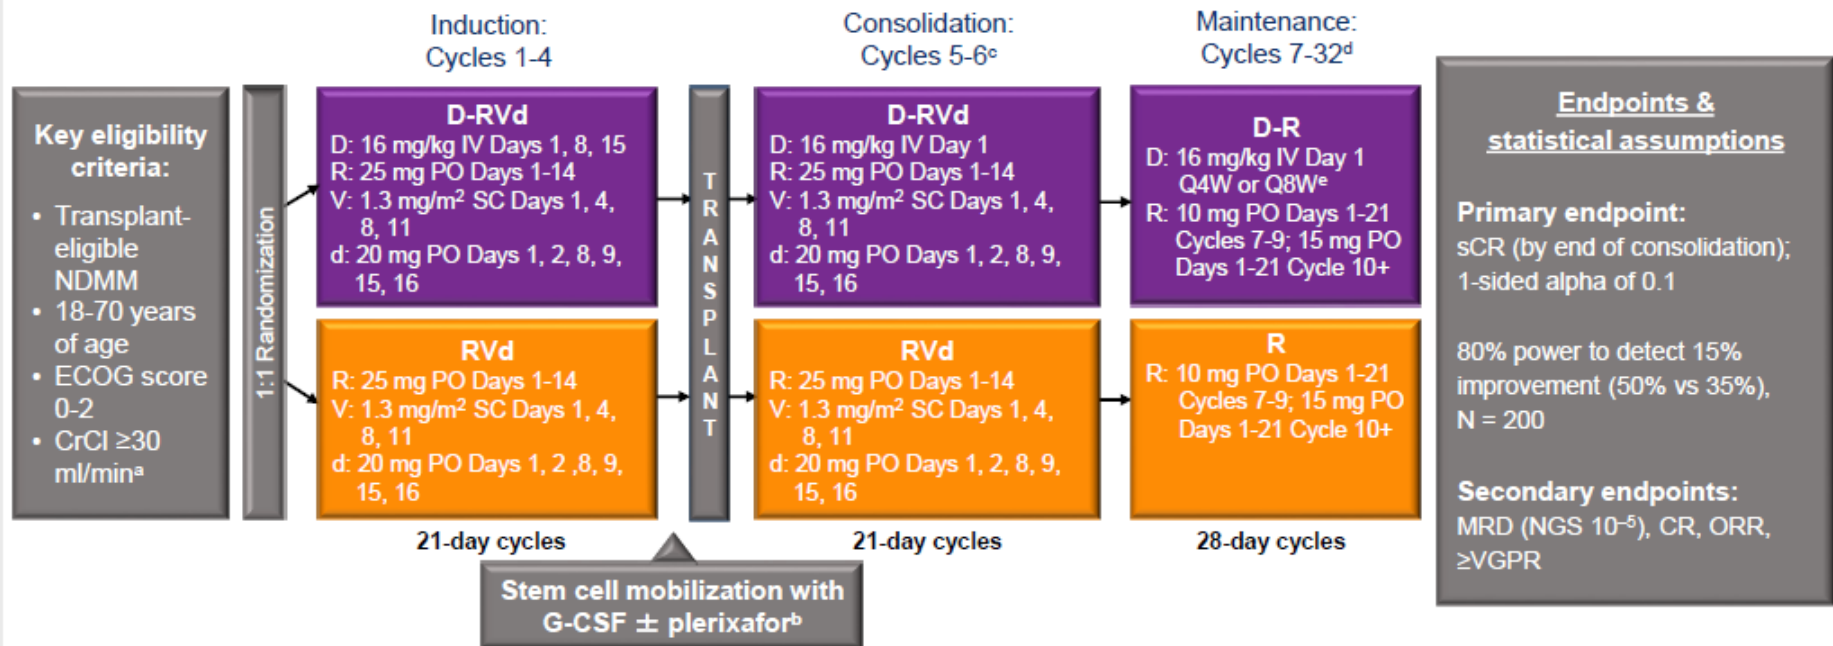 Induction:
Cycles 1-4
Consolidation:
Cycles 5-6ᶜ
Maintenance:
Cycles 7-32ᵈ
Key eligibility
criteria:
• Transplant-
eligible
NDMM
• 18-70 years
of age
• ECOG score
0-2
• CrCl ≥30
ml/minᵃ
1:1 Randomization
D-RVd
D: 16 mg/kg IV Days 1, 8, 15
R: 25 mg PO Days 1-14
V: 1.3 mg/m² SC Days 1, 4,
8, 11
d: 20 mg PO Days 1, 2, 8, 9,
15, 16
RVd
R: 25 mg PO Days 1-14
V: 1.3 mg/m² SC Days 1, 4,
8, 11
d: 20 mg PO Days 1, 2 ,8, 9,
15, 16
21-day cycles
TRANSPLANT
Stem cell mobilization with
G-CSF ± plerixaforᵇ
D-RVd
D: 16 mg/kg IV Day 1
R: 25 mg PO Days 1-14
V: 1.3 mg/m² SC Days 1, 4,
8, 11
d: 20 mg PO Days 1, 2, 8, 9,
15, 16
RVd
R: 25 mg PO Days 1-14
V: 1.3 mg/m² SC Days 1, 4,
8, 11
d: 20 mg PO Days 1, 2, 8, 9,
15, 16
21-day cycles
D-R
D: 16 mg/kg IV Day 1
Q4W or Q8Wᵉ
R: 10 mg PO Days 1-21
Cycles 7-9; 15 mg PO
Days 1-21 Cycle 10+
R
R: 10 mg PO Days 1-21
Cycles 7-9; 15 mg PO
Days 1-21 Cycle 10+
28-day cycles
Endpoints &
statistical assumptions
Primary endpoint:
sCR (by end of consolidation);
1-sided alpha of 0.1
80% power to detect 15%
improvement (50% vs 35%),
N = 200
Secondary endpoints:
MRD (NGS 10⁻⁵), CR, ORR,
≥VGPR